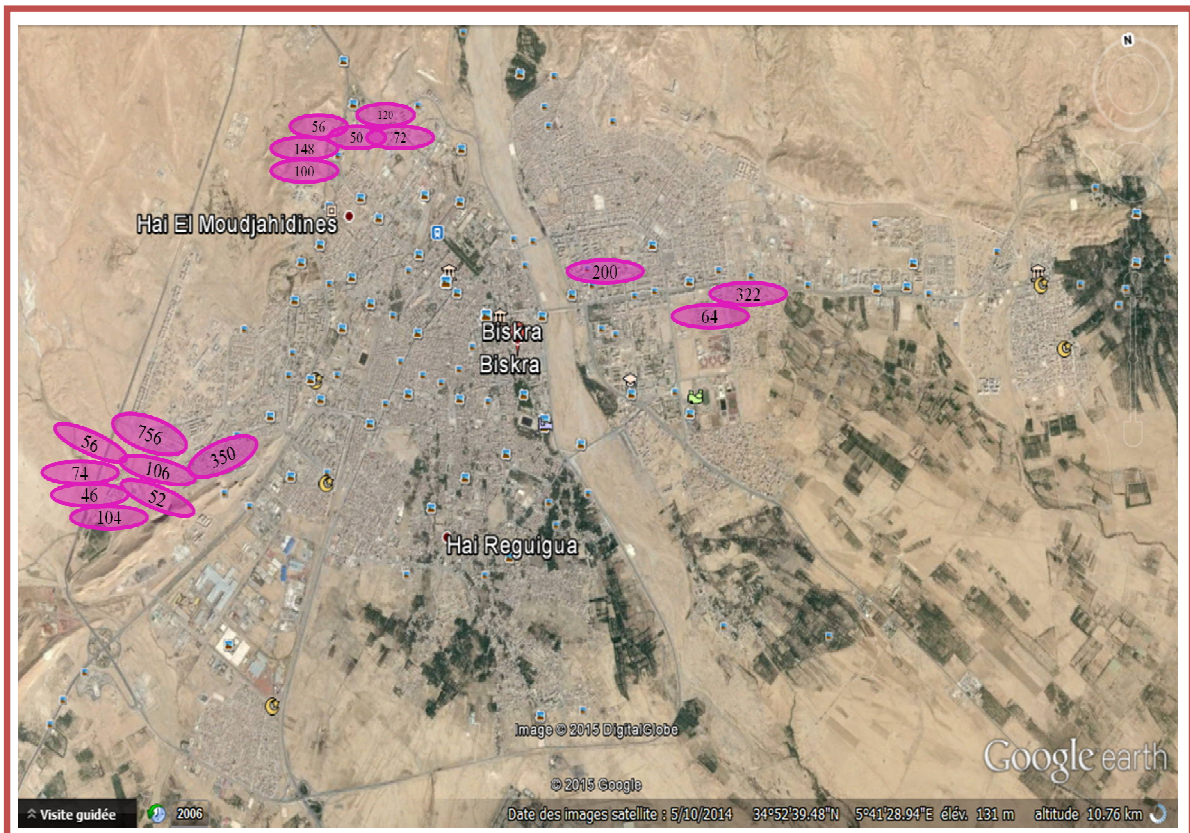 N
120
56
50
72
148
100
Hai El Moudjahidines
200
322
64
Biskra
Biskra
756
56
350
106
74
46
52
104
Hai Reguigua
Image © 2015 DigitalGlobe
Google earth
© 2015 Google
Visite guidée
2006
Date des images satellite : 5/10/2014 34°52'39.48"N 5°41'28.94"E élév. 131 m altitude 10.76 km